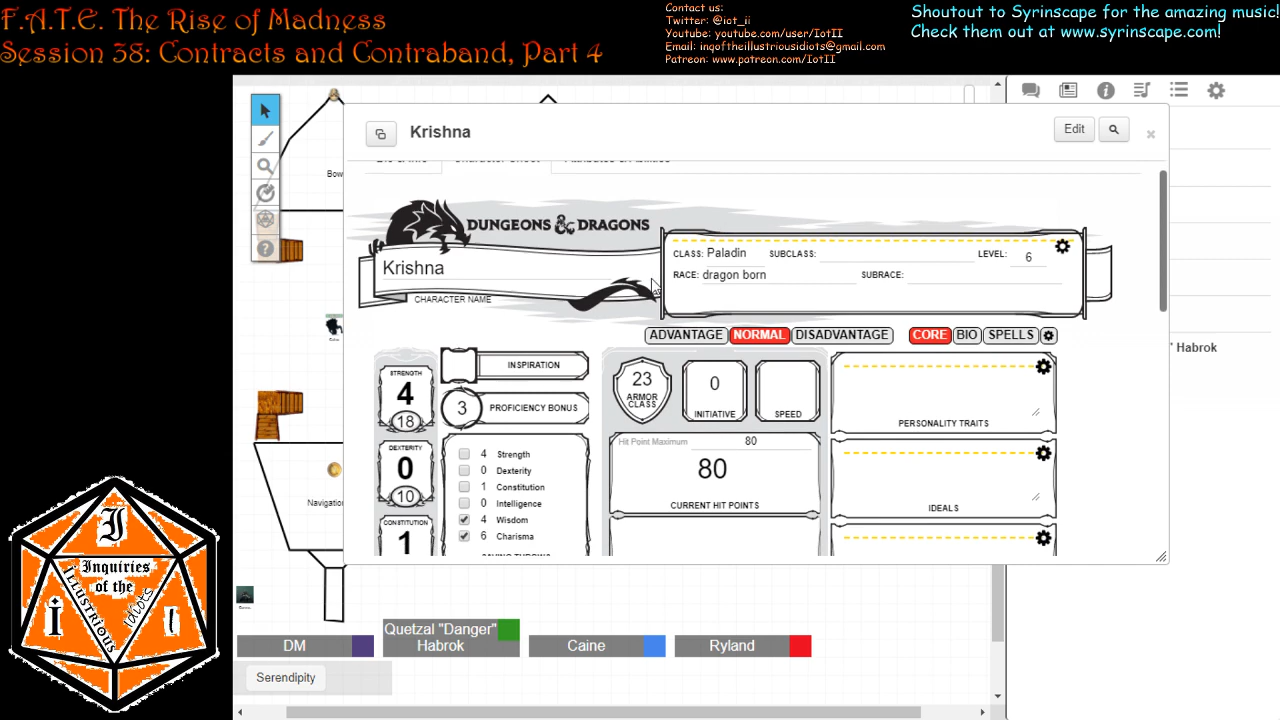 F.A.T.E. The Rise of Madness
Session 38: Contracts and Contraband, Part 4
Contact us:
Twitter: @iot_ii
Youtube: youtube.com/user/IotII
Email: inqoftheillustriousidiots@gmail.com
Patreon: www.patreon.com/IotII
Shoutout to Syrinscape for the amazing music!
Check them out at www.syrinscape.com!
Krishna
Edit
Bow
DUNGEONS & DRAGONS
Krishna
CHARACTER NAME
CLASS: Paladin SUBCLASS: LEVEL: 6
RACE: dragon born SUBRACE:
ADVANTAGE NORMAL DISADVANTAGE CORE BIO SPELLS
" Habrok
STRENGTH
4
18
DEXTERITY
0
10
CONSTITUTION
1
INSPIRATION
3 PROFICIENCY BONUS
4 Strength
0 Dexterity
1 Constitution
0 Intelligence
4 Wisdom
6 Charisma
23
ARMOR
CLASS
0
INITIATIVE
SPEED
Hit Point Maximum 80
80
CURRENT HIT POINTS
PERSONALITY TRAITS
IDEALS
Navigation
I
Inquiries
of the
ILLUSTRIOUS
idiots
i
I
DM
Quetzal "Danger"
Habrok
Caine
Ryland
Serendipity